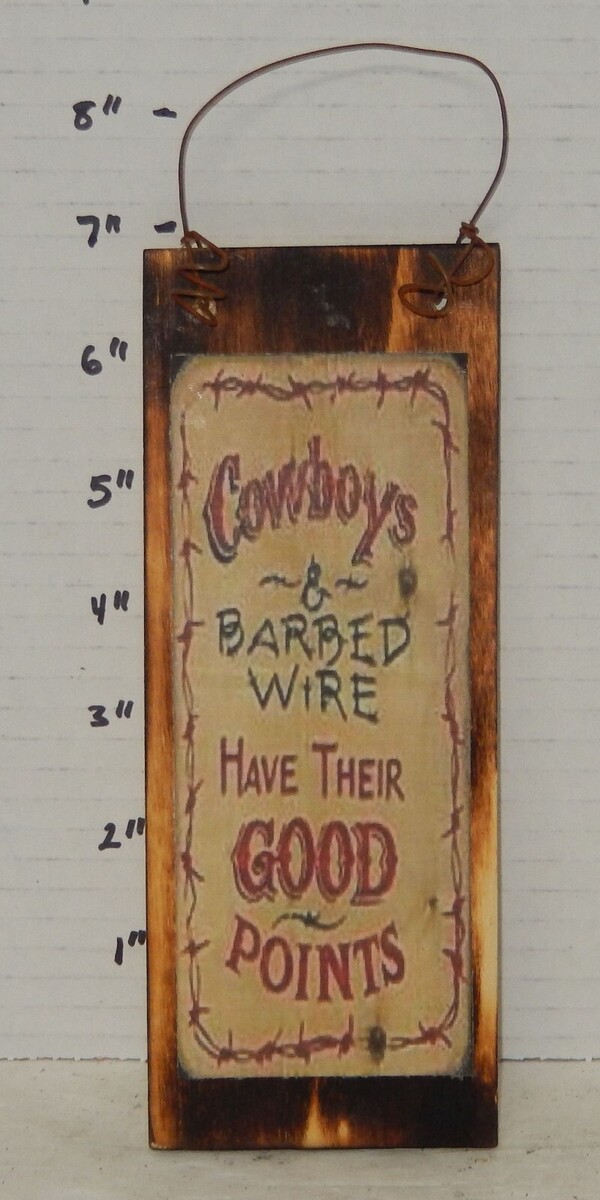 8" -
7" -
6"
5"
4"
3"
2"
1"
Cowboys
~&~
BARBED
WiRE
HAVE THEIR
GOOD
POINTS